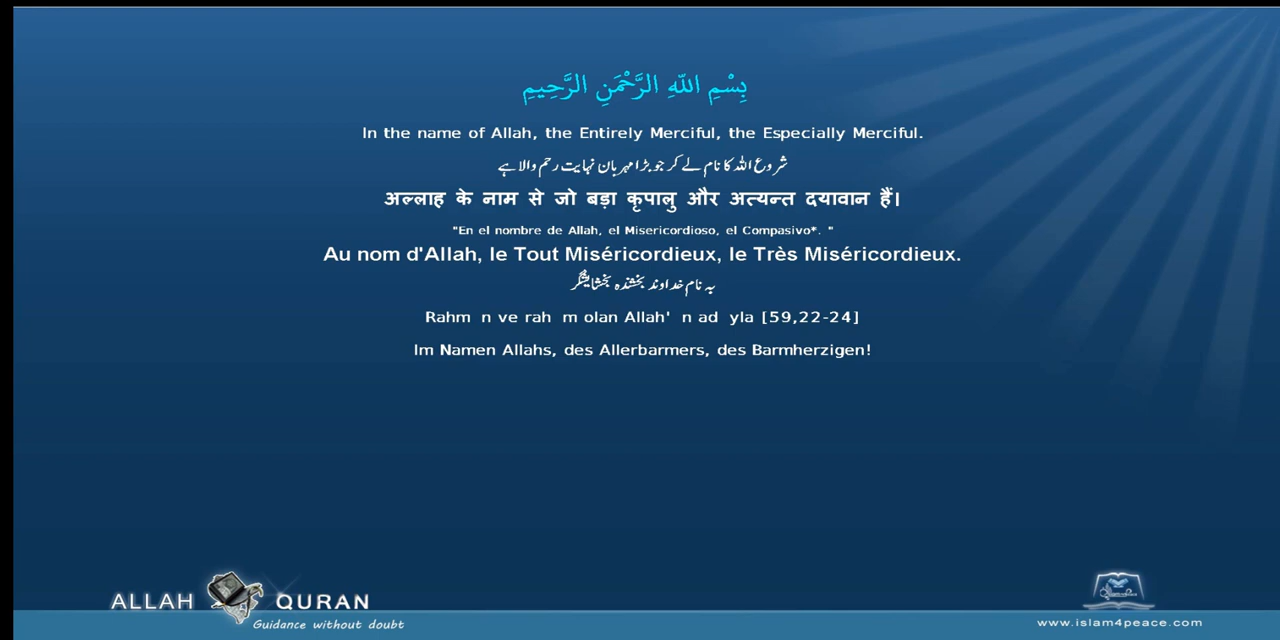 بِسْمِ اللّهِ الرَّحْمَنِ الرَّحِيمِ
In the name of Allah, the Entirely Merciful, the Especially Merciful.
شروع اللہ کا نام لے کر جو بڑا مہربان نہایت رحم والا ہے
अल्लाह के नाम से जो बड़ा कृपालु और अत्यन्त दयावान हैं।
"En el nombre de Allah, el Misericordioso, el Compasivo*. "
Au nom d'Allah, le Tout Miséricordieux, le Très Miséricordieux.
به نام خداوند بخشنده بخشایشگر
Rahm n ve rah m olan Allah' n ad yla [59,22-24]
Im Namen Allahs, des Allerbarmers, des Barmherzigen!
ALLAH QURAN
Guidance without doubt
www.islam4peace.com